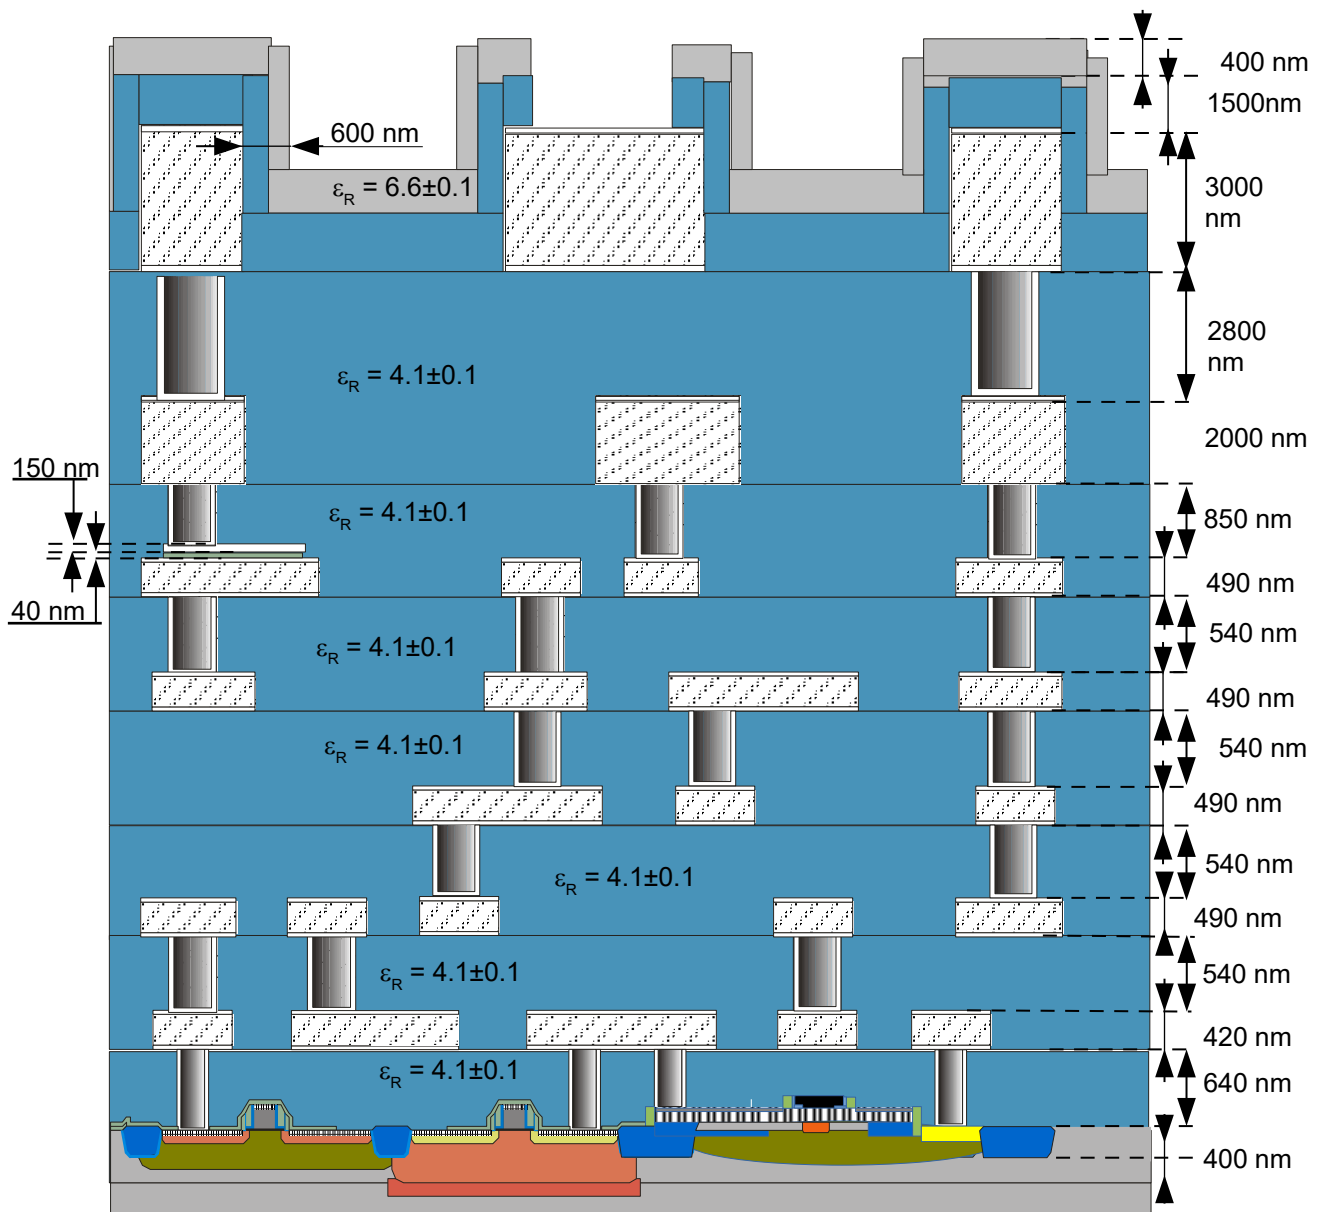 400 nm
1500nm
600 nm
εR = 6.6±0.1
3000
nm
2800
nm
εR = 4.1±0.1
2000 nm
150 nm
εR = 4.1±0.1
850 nm
490 nm
40 nm
540 nm
εR = 4.1±0.1
490 nm
εR = 4.1±0.1
540 nm
490 nm
540 nm
εR = 4.1±0.1
490 nm
εR = 4.1±0.1
540 nm
420 nm
εR = 4.1±0.1
640 nm
400 nm